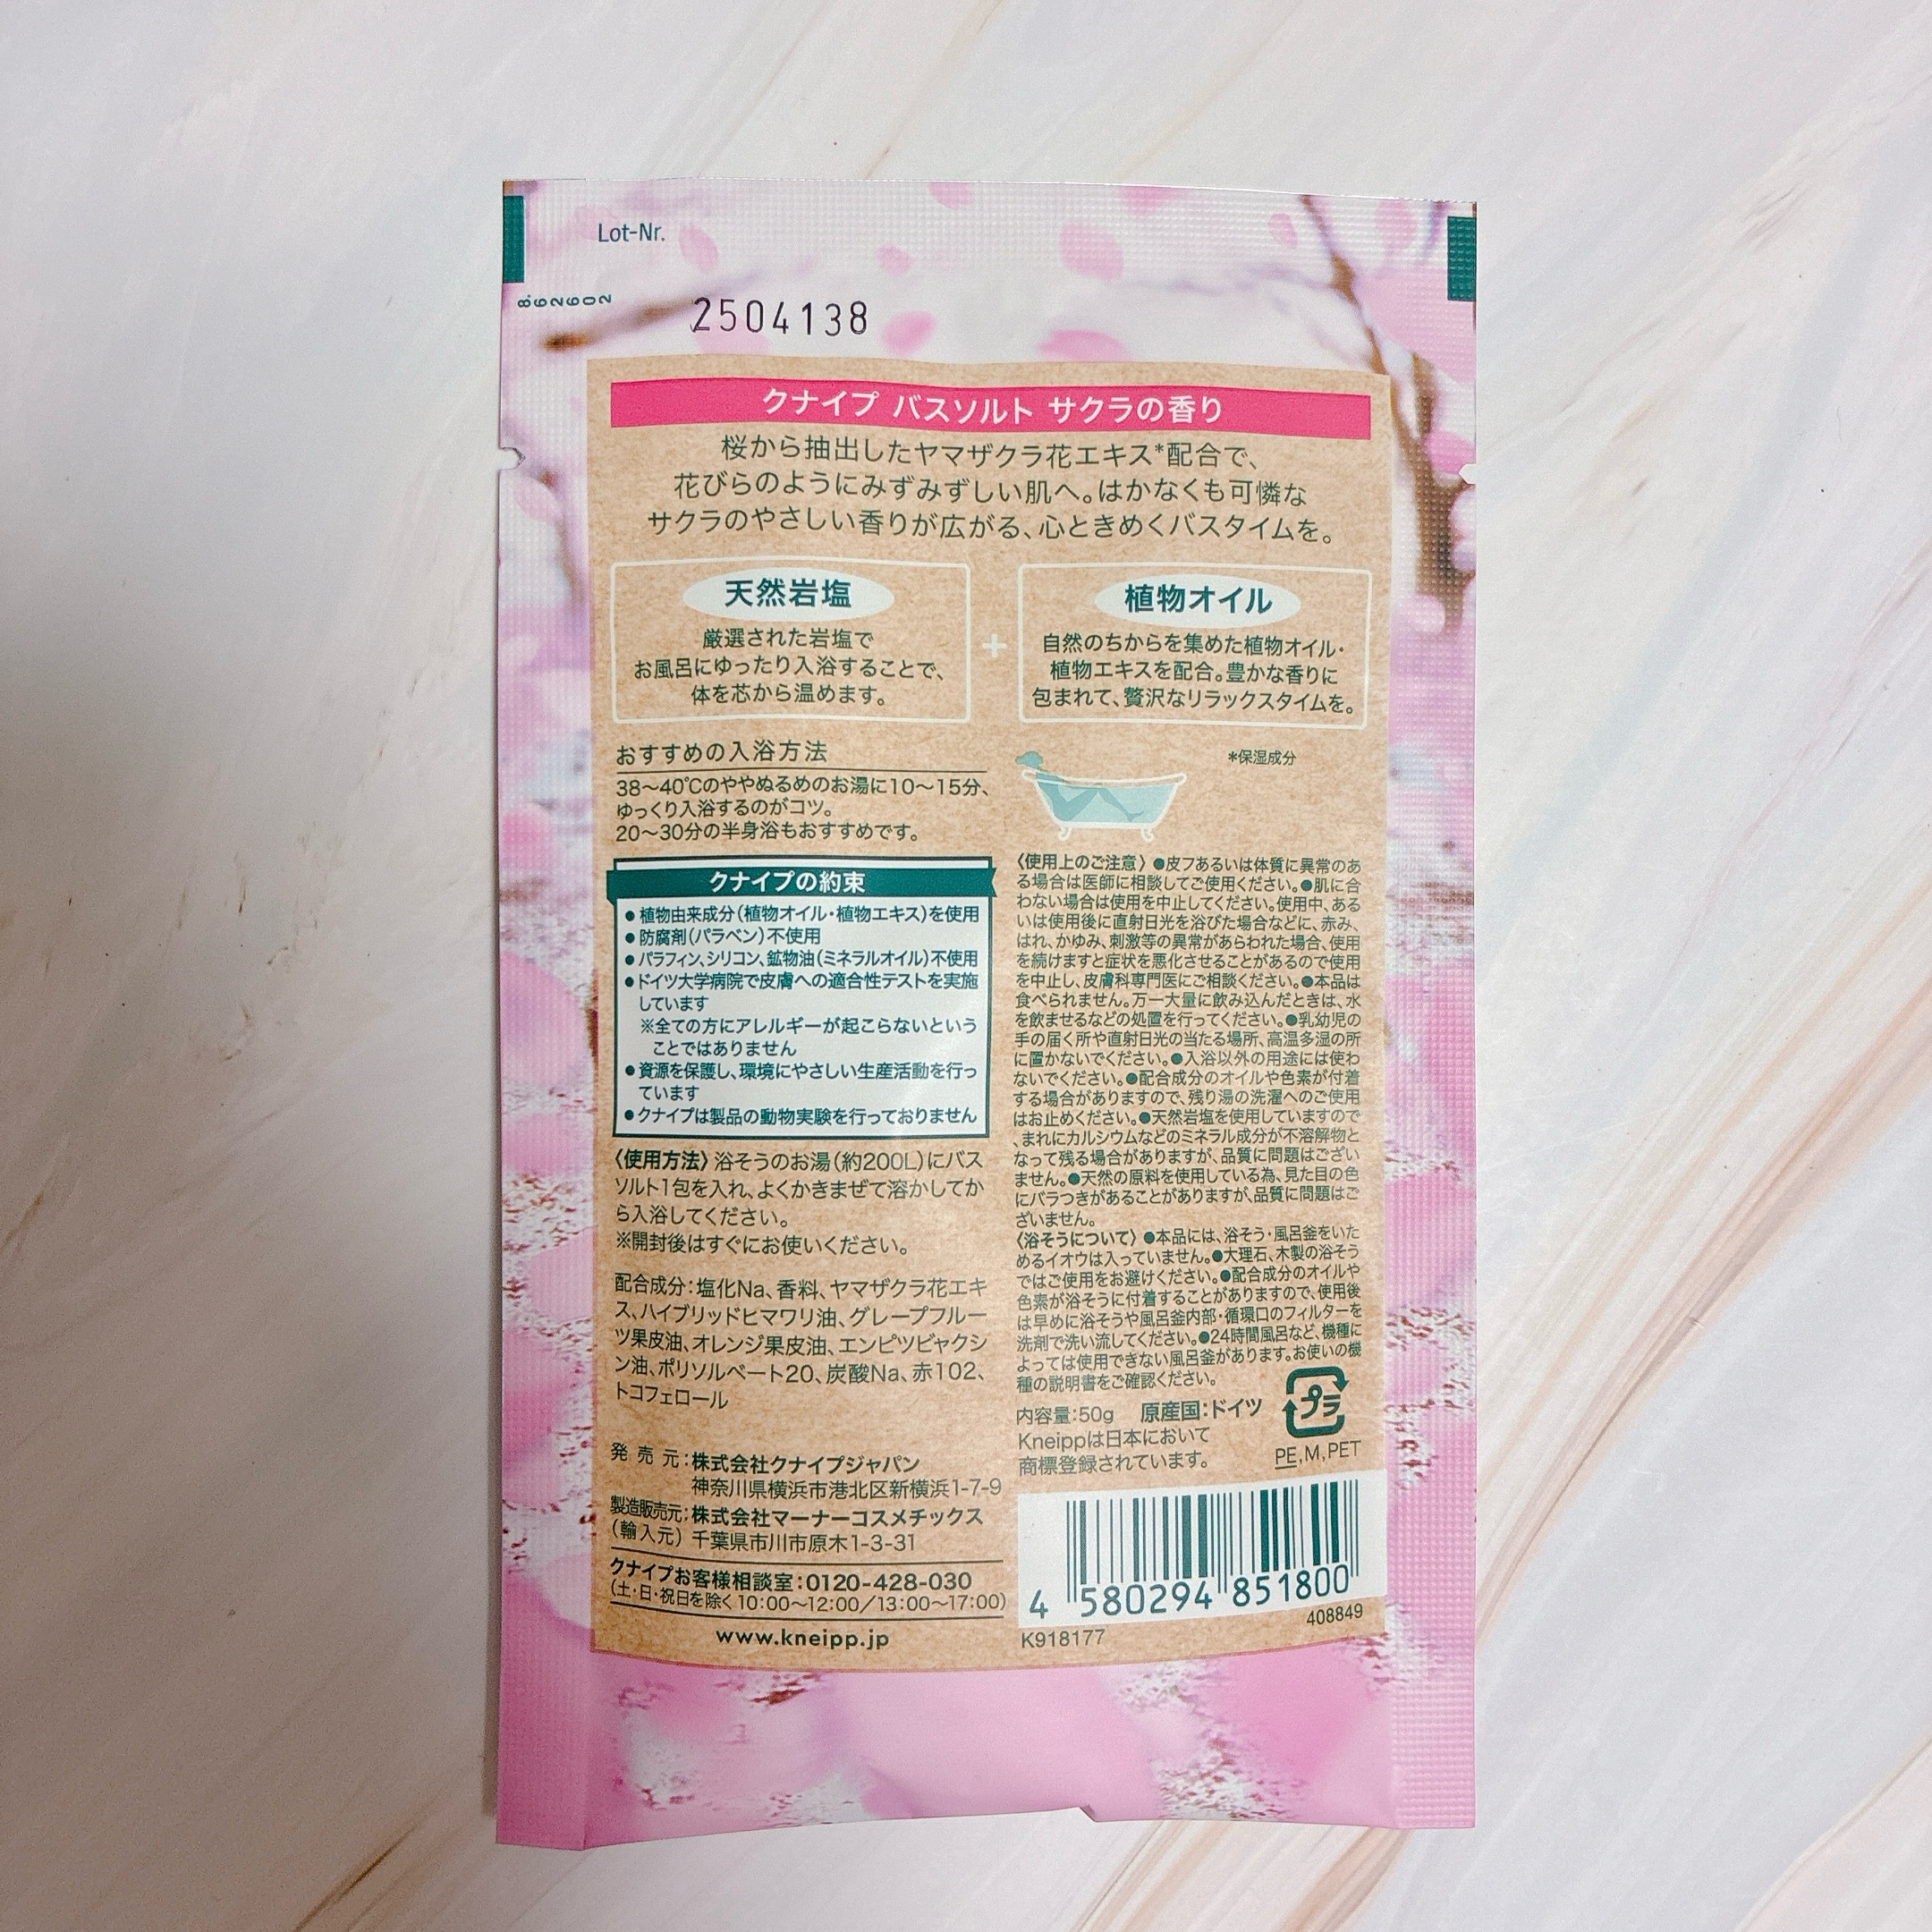 Lot-Nr.
862602
2504138
クナイプ バスソルト サクラの香り
桜から抽出したヤマザクラ花エキス*配合で、
花びらのようにみずみずしい肌へ。はかなくも可憐な
サクラのやさしい香りが広がる、心ときめくバスタイムを。
天然岩塩
厳選された岩塩で
お風呂にゆったり入浴することで、
体を芯から温めます。
+
植物オイル
自然のちからを集めた植物オイル・
植物エキスを配合。豊かな香りに
包まれて、贅沢なリラックスタイムを。
*保湿成分
おすすめの入浴方法
38〜40℃のややぬるめのお湯に10〜15分、
ゆっくり入浴するのがコツ。
20〜30分の半身浴もおすすめです。
クナイプの約束
●植物由来成分(植物オイル・植物エキス)を使用
●防腐剤(パラベン)不使用
●パラフィン、シリコン、鉱物油(ミネラルオイル)不使用
●ドイツ大学病院で皮膚への適合性テストを実施
しています
※全ての方にアレルギーが起こらないという
ことではありません
●資源を保護し、環境にやさしい生産活動を行っ
ています
●クナイプは製品の動物実験を行っておりません
〈使用方法〉浴そうのお湯(約200L)にバス
ソルト1包を入れ、よくかきまぜて溶かしてか
ら入浴してください。
※開封後はすぐにお使いください。
配合成分:塩化Na、香料、ヤマザクラ花エキ
ス、ハイブリッドヒマワリ油、グレープフルー
ツ果皮油、オレンジ果皮油、エンピツビャクシ
ン油、ポリソルベート20、炭酸Na、赤102、
トコフェロール
発売元:株式会社クナイプジャパン
神奈川県横浜市港北区新横浜1-7-9
製造販売元:株式会社マーナーコスメチックス
(輸入元) 千葉県市川市原木1-3-31
クナイプお客様相談室:0120-428-030
(土・日・祝日を除く10:00〜12:00/13:00〜17:00)
www.kneipp.jp
〈使用上のご注意〉●皮フあるいは体質に異常のあ
る場合は医師に相談してご使用ください。●肌に合
わない場合は使用を中止してください。使用中、ある
いは使用後に直射日光を浴びた場合などに、赤み、
はれ、かゆみ、刺激等の異常があらわれた場合、使用
を続けますと症状を悪化させることがあるので使用
を中止し、皮膚科専門医にご相談ください。●本品は
食べられません。万一大量に飲み込んだときは、水
を飲ませるなどの処置を行ってください。●乳幼児の
手の届く所や直射日光の当たる場所、高温多湿の所
に置かないでください。●入浴以外の用途には使わ
ないでください。●配合成分のオイルや色素が付着
する場合がありますので、残り湯の洗濯へのご使用
はお止めください。●天然岩塩を使用していますので
、まれにカルシウムなどのミネラル成分が不溶解物と
なって残る場合がありますが、品質に問題はござい
ません。●天然の原料を使用している為、見た目の色
にバラつきがあることがありますが、品質に問題はご
ざいません。
〈浴そうについて〉●本品には、浴そう・風呂釜をいた
めるイオウは入っていません。●大理石、木製の浴そう
ではご使用をお避けください。●配合成分のオイルや
色素が浴そうに付着することがありますので、使用後
は早めに浴そうや風呂釜内部・循環口のフィルターを
洗剤で洗い流してください。●24時間風呂など、機種に
よっては使用できない風呂釜があります。お使いの機
種の説明書をご確認ください。
内容量:50g 原産国:ドイツ
Kneippは日本において
商標登録されています。
プラ
PE,M,PET
4 580294 851800
K918177
408849